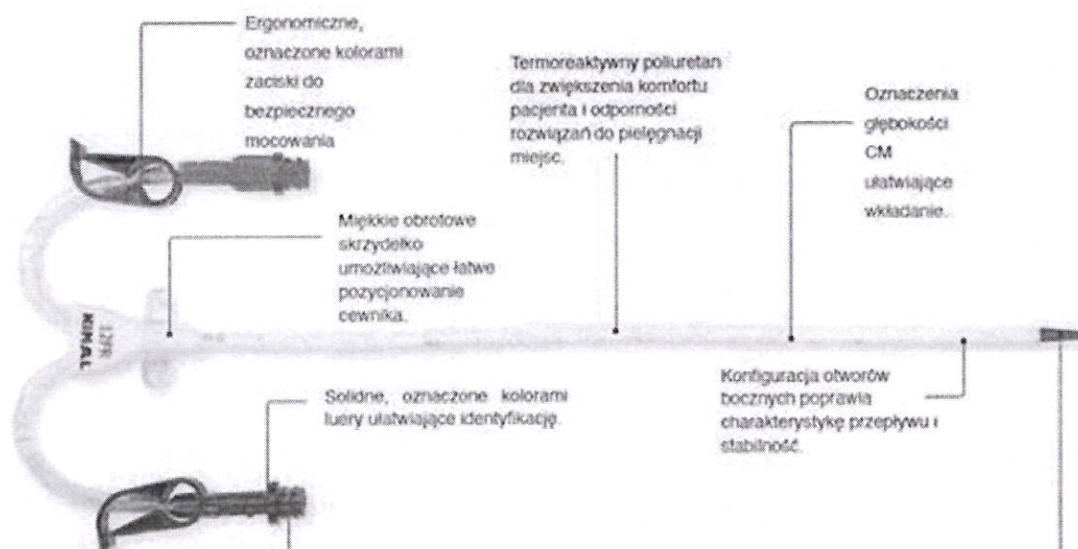 Ergonomiczne,
oznaczone kolorami
zaciski do
bezpiecznego
mocowania
Termoreaktywny poliuretan
dla zwiększenia komfortu
pacjenta i odporności
rozwiązań do pielęgnacji
miejsc.
Oznaczenia
głębokości
CM
ułatwiające
wkładanie.
Miękkie obrotowe
skrzydełko
umożliwiające łatwe
pozycjonowanie
cewnika.
12FR
KIMAL
Solidne, oznaczone kolorami
luery ułatwiające identyfikację.
Konfiguracja otworów
bocznych poprawia
charakterystykę przepływu i
stabilność.